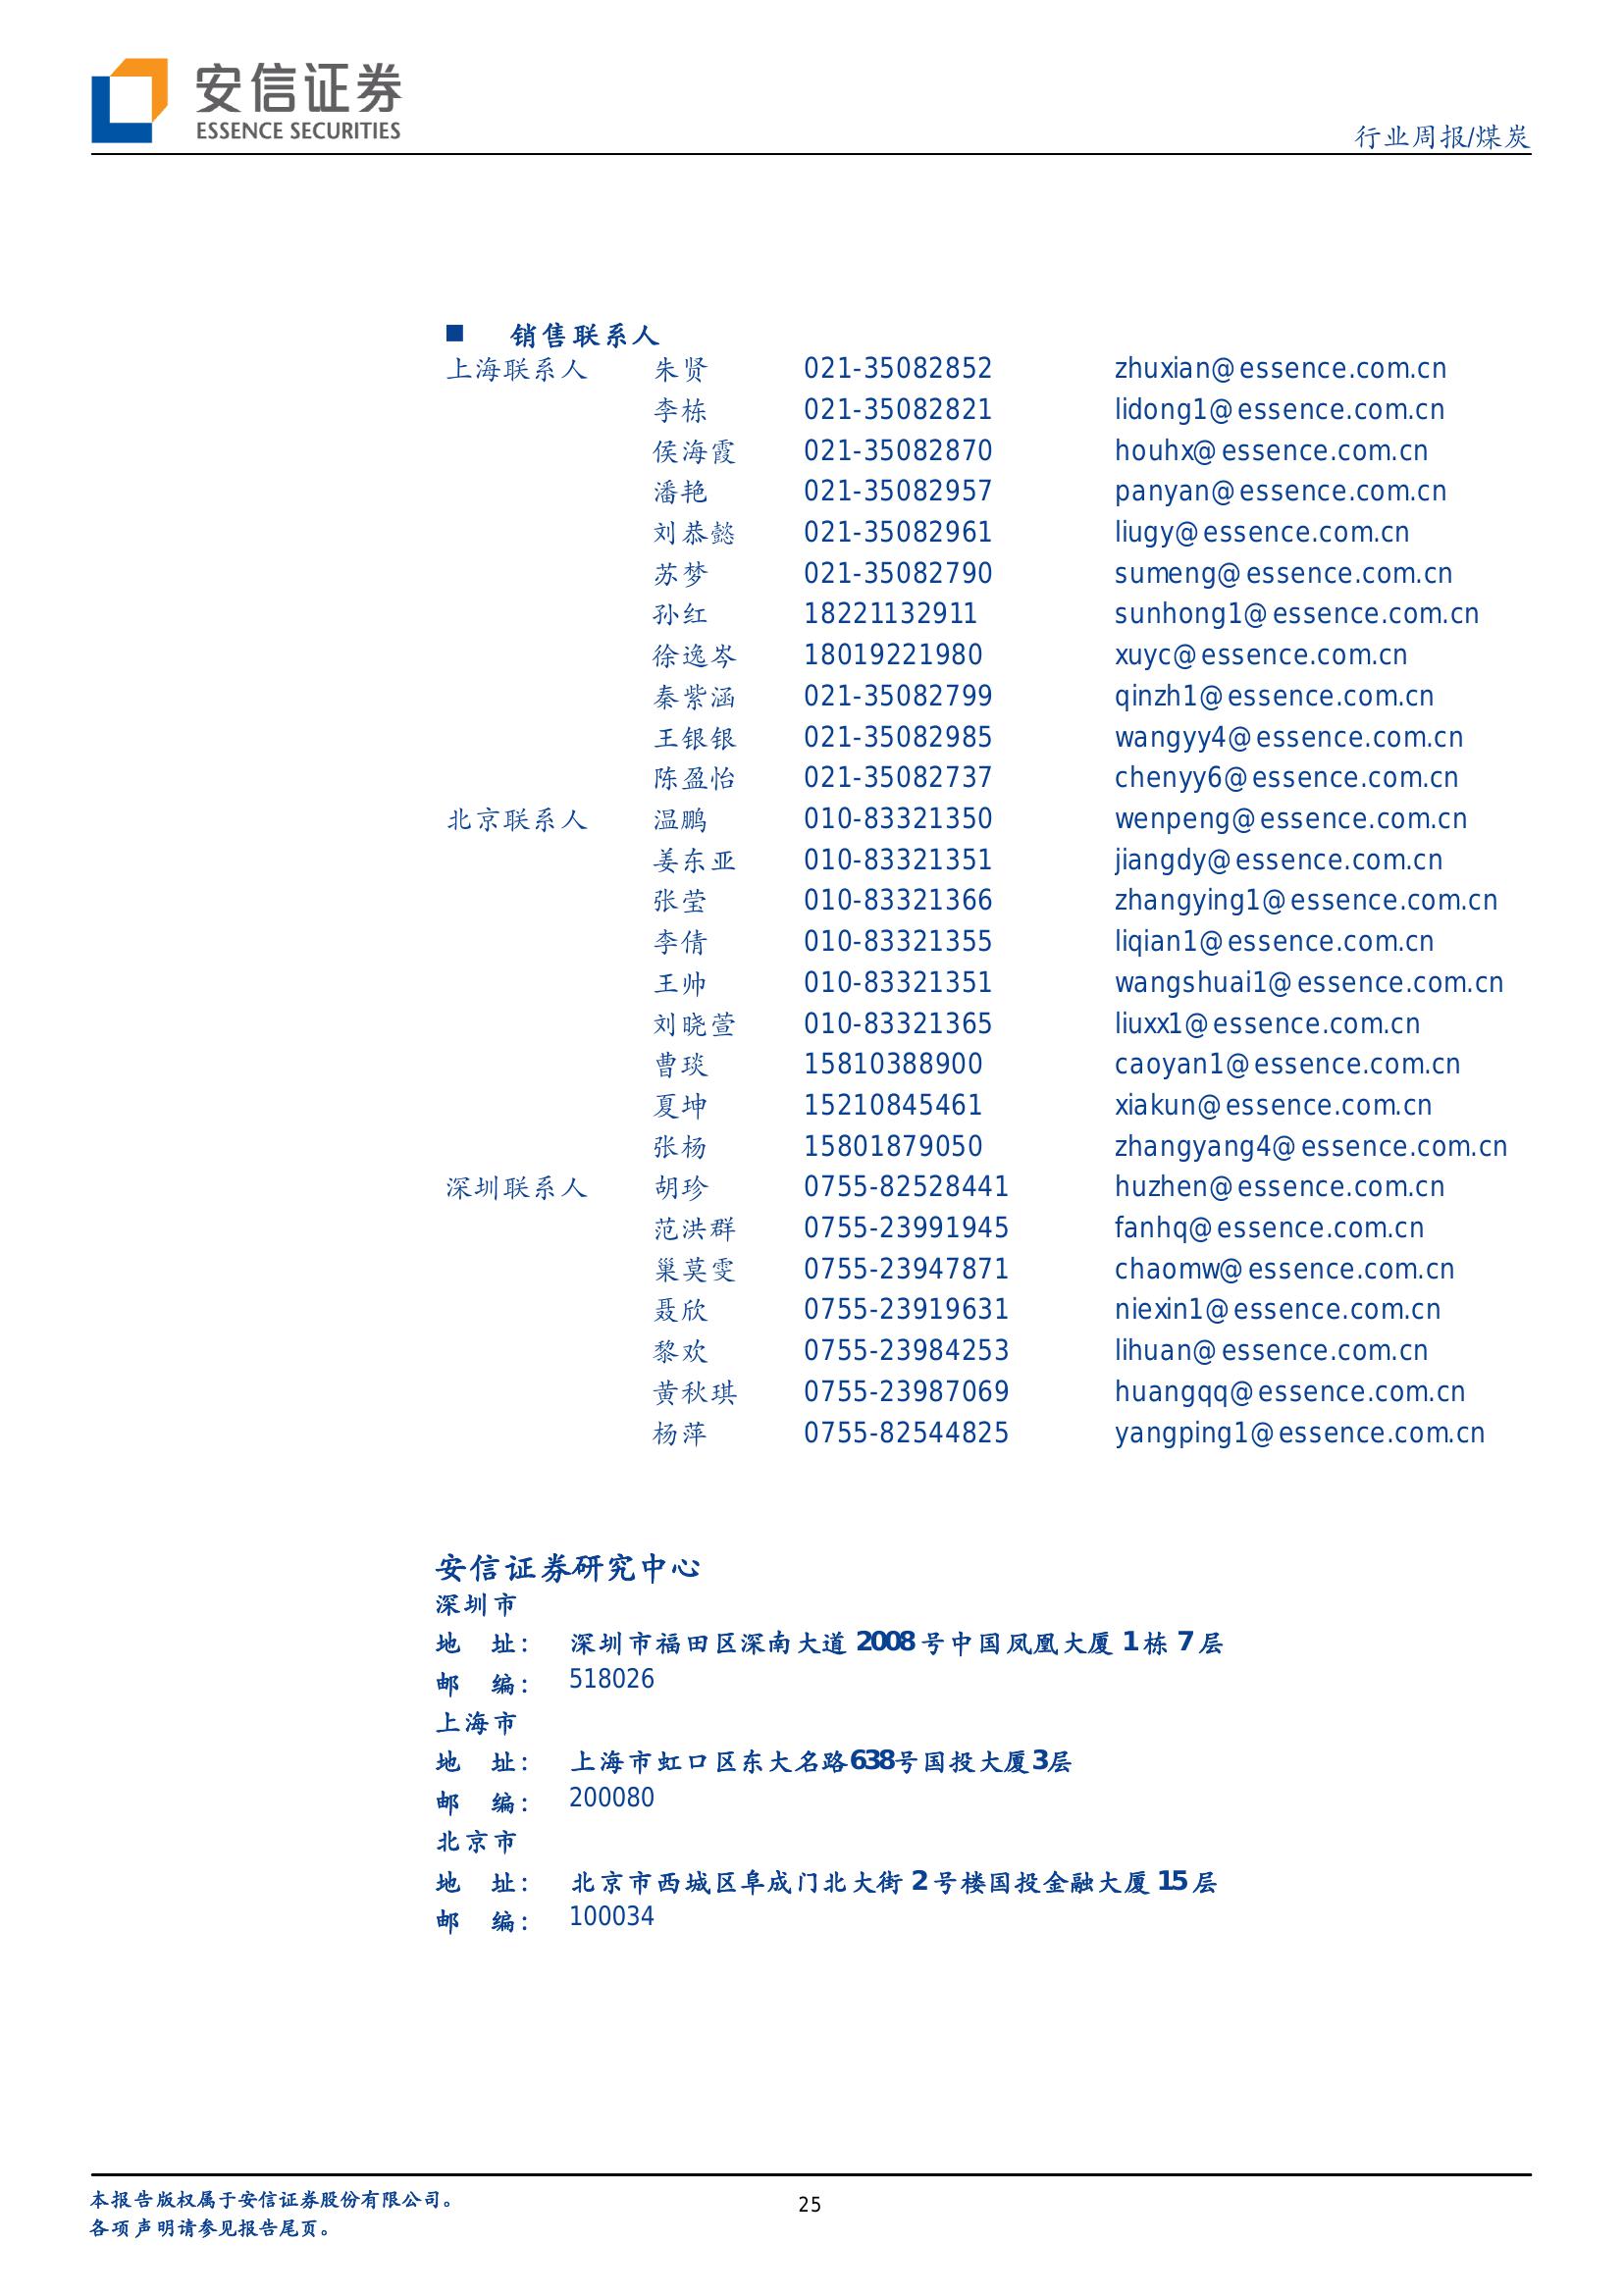 安信证券
ESSENCE SECURITIES
行业周报/煤炭
■ 销售联系人
上海联系人 朱贤 021-35082852 zhuxian@essence.com.cn
李栋 021-35082821 lidong1@essence.com.cn
侯海霞 021-35082870 houhx@essence.com.cn
潘艳 021-35082957 panyan@essence.com.cn
刘恭懿 021-35082961 liugy@essence.com.cn
苏梦 021-35082790 sumeng@essence.com.cn
孙红 18221132911 sunhong1@essence.com.cn
徐逸岑 18019221980 xuyc@essence.com.cn
秦紫涵 021-35082799 qinzh1@essence.com.cn
王银银 021-35082985 wangyy4@essence.com.cn
陈盈怡 021-35082737 chenyy6@essence.com.cn
北京联系人 温鹏 010-83321350 wenpeng@essence.com.cn
姜东亚 010-83321351 jiangdy@essence.com.cn
张莹 010-83321366 zhangying1@essence.com.cn
李倩 010-83321355 liqian1@essence.com.cn
王帅 010-83321351 wangshuai1@essence.com.cn
刘晓萱 010-83321365 liuxx1@essence.com.cn
曹琰 15810388900 caoyan1@essence.com.cn
夏坤 15210845461 xiakun@essence.com.cn
张杨 15801879050 zhangyang4@essence.com.cn
深圳联系人 胡珍 0755-82528441 huzhen@essence.com.cn
范洪群 0755-23991945 fanhq@essence.com.cn
巢莫雯 0755-23947871 chaomw@essence.com.cn
聂欣 0755-23919631 niexin1@essence.com.cn
黎欢 0755-23984253 lihuan@essence.com.cn
黄秋琪 0755-23987069 huangqq@essence.com.cn
杨萍 0755-82544825 yangping1@essence.com.cn
安信证券研究中心
深圳市
地 址： 深圳市福田区深南大道 2008 号中国凤凰大厦 1 栋 7 层
邮 编： 518026
上海市
地 址： 上海市虹口区东大名路638号国投大厦3层
邮 编： 200080
北京市
地 址： 北京市西城区阜成门北大街 2 号楼国投金融大厦 15 层
邮 编： 100034
本报告版权属于安信证券股份有限公司。
各项声明请参见报告尾页。
25